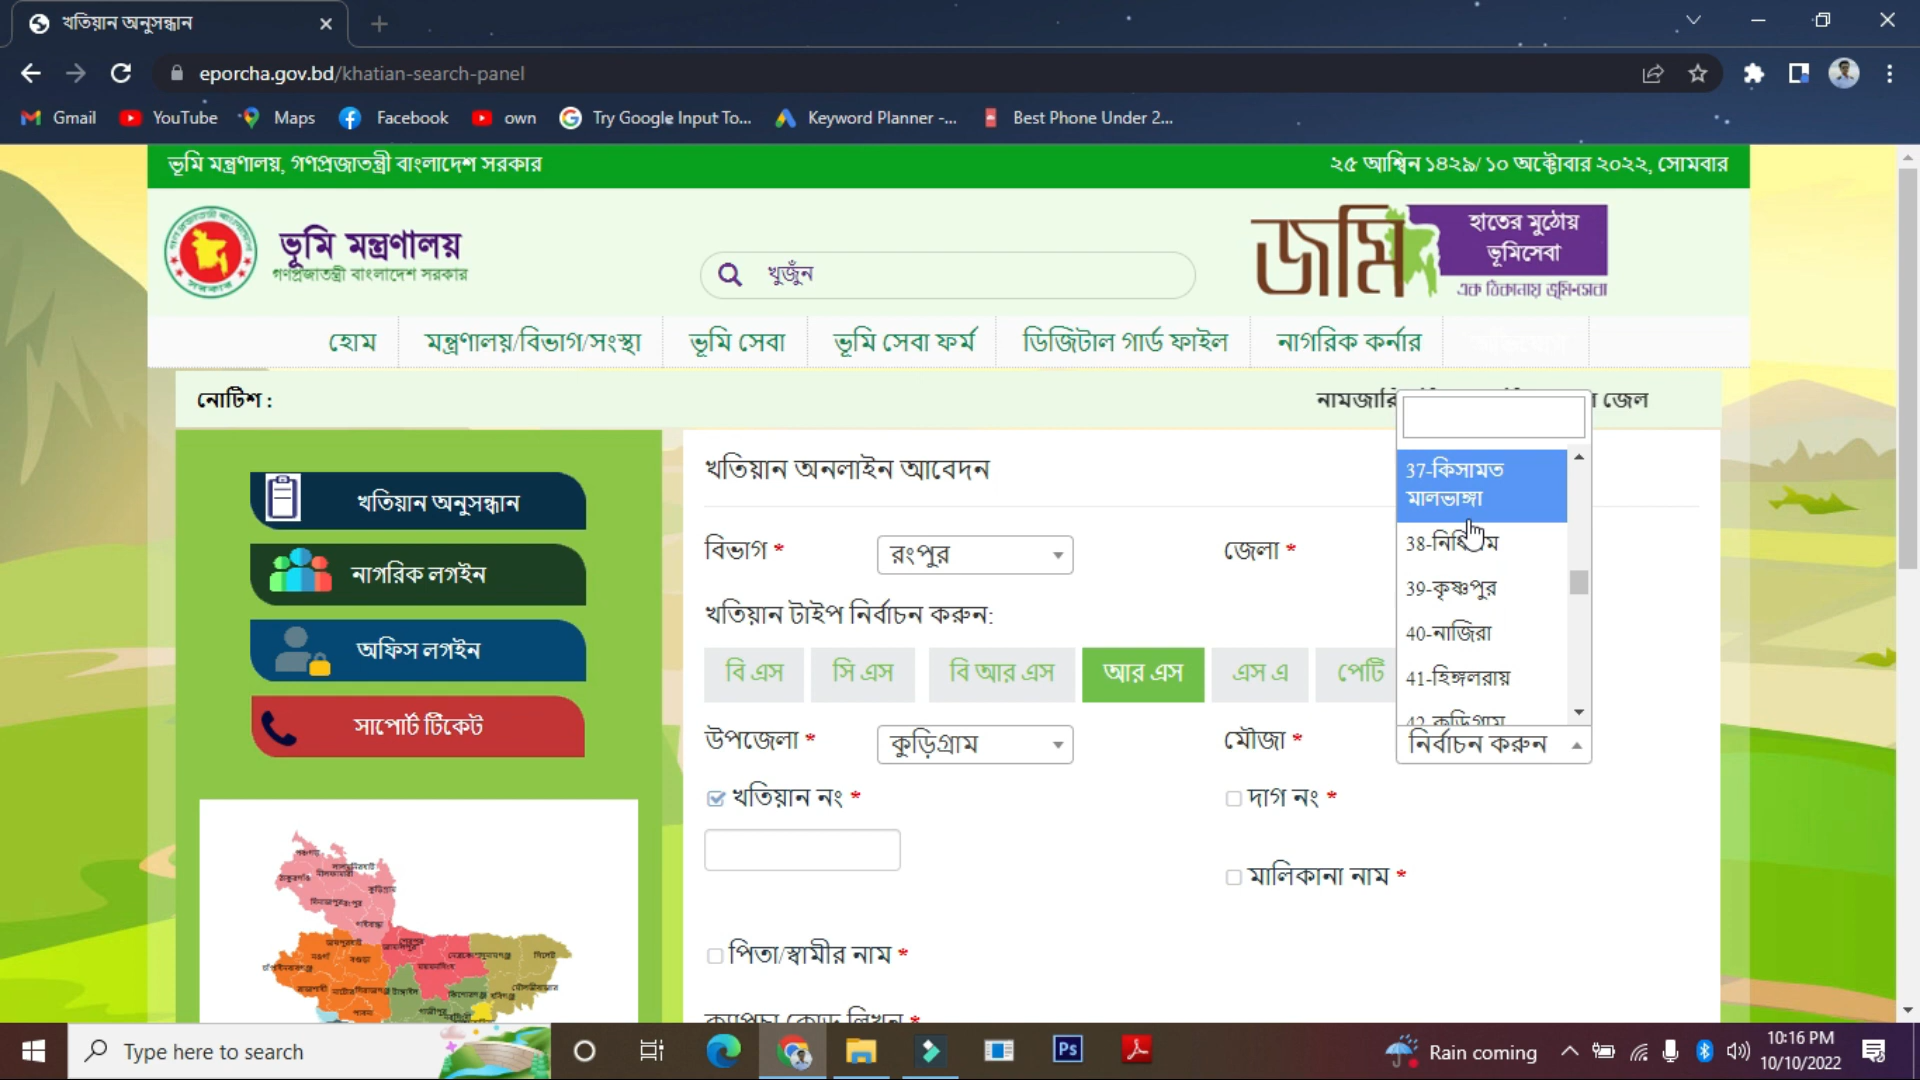 খতিয়ান অনুসন্ধান
eporcha.gov.bd/khatian-search-panel
Gmail YouTube Maps Facebook own Try Google Input To... Keyword Planner -... Best Phone Under 2...
ভূমি মন্ত্রণালয়, গণপ্রজাতন্ত্রী বাংলাদেশ সরকার
২৫ আশ্বিন ১৪২৯/ ১০ অক্টোবার ২০২২, সোমবার
ভূমি মন্ত্রণালয়
গণপ্রজাতন্ত্রী বাংলাদেশ সরকার
খুজুঁন
জমি
হাতের মুঠোয়
ভূমিসেবা
এক ঠিকানায় ভূমিসেবা
হোম মন্ত্রণালয়/বিভাগ/সংস্থা ভূমি সেবা ভূমি সেবা ফর্ম ডিজিটাল গার্ড ফাইল নাগরিক কর্নার
নোটিশ :
জেল
খতিয়ান অনুসন্ধান
নাগরিক লগইন
অফিস লগইন
সাপোর্ট টিকেট
খতিয়ান অনলাইন আবেদন
বিভাগ * রংপুর জেলা *
খতিয়ান টাইপ নির্বাচন করুন:
বি এস সি এস বি আর এস আর এস এস এ পেটি
উপজেলা * কুড়িগ্রাম মৌজা * নির্বাচন করুন
37-কিসামত
মালভাঙ্গা
39-কৃষ্ণপুর
40-নাজিরা
41-হিঙ্গলরায়
42-কুড়িগ্রাম
খতিয়ান নং * দাগ নং *
মালিকানা নাম *
পিতা/স্বামীর নাম *
ক্যাপচা কোড লিখুন *
Type here to search
Ps
Rain coming
10:16 PM
10/10/2022